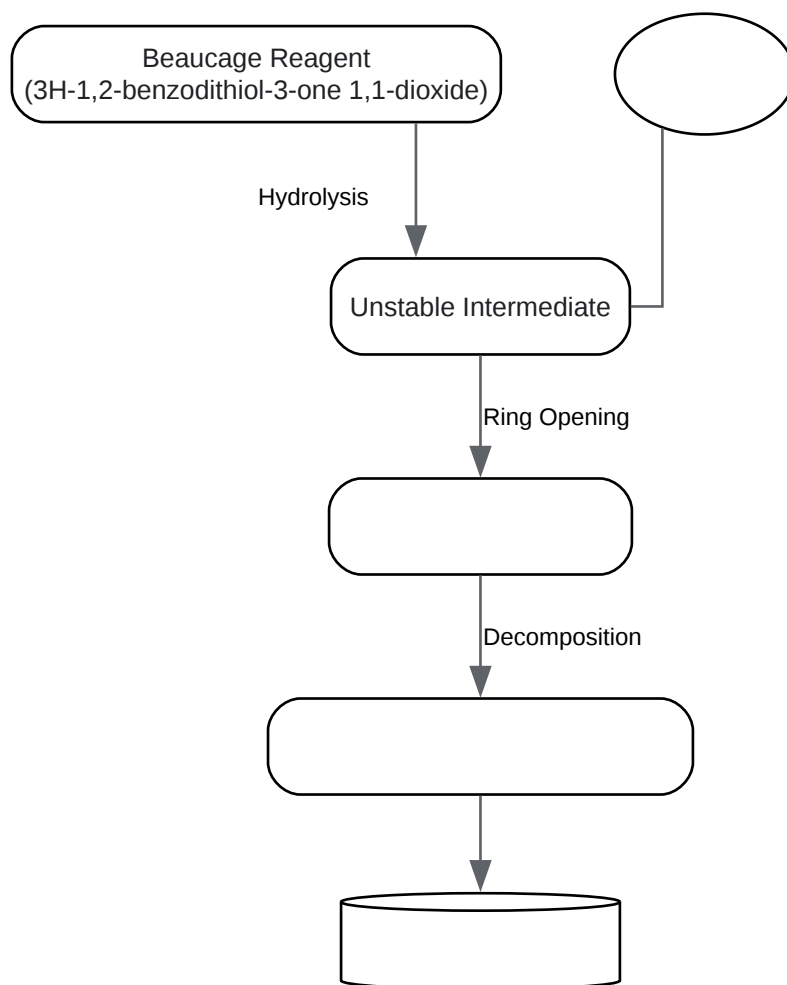 Beaucage Reagent
(3H-1,2-benzodithiol-3-one 1,1-dioxide)
Hydrolysis
Unstable Intermediate
Ring Opening
Decomposition